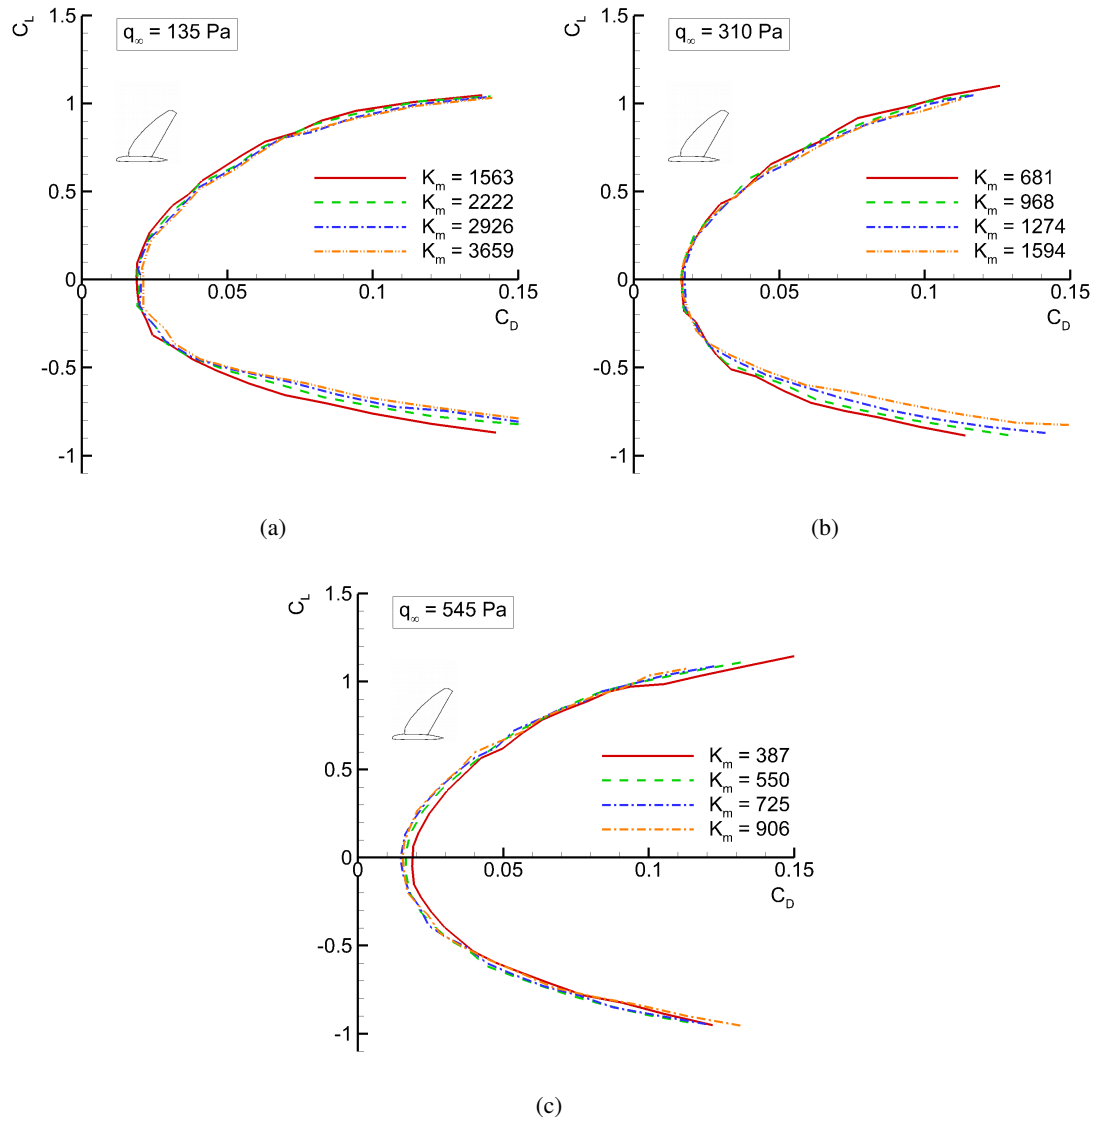 C_L
1.5
q_∞ = 135 Pa
1
0.5
K_m = 1563
K_m = 2222
K_m = 2926
K_m = 3659
0
0 0.05 0.1 0.15
C_D
-0.5
-1
(a)
C_L
1.5
q_∞ = 310 Pa
1
0.5
K_m = 681
K_m = 968
K_m = 1274
K_m = 1594
0
0 0.05 0.1 0.15
C_D
-0.5
-1
(b)
C_L
1.5
q_∞ = 545 Pa
1
0.5
K_m = 387
K_m = 550
K_m = 725
K_m = 906
0
0 0.05 0.1 0.15
C_D
-0.5
-1
(c)